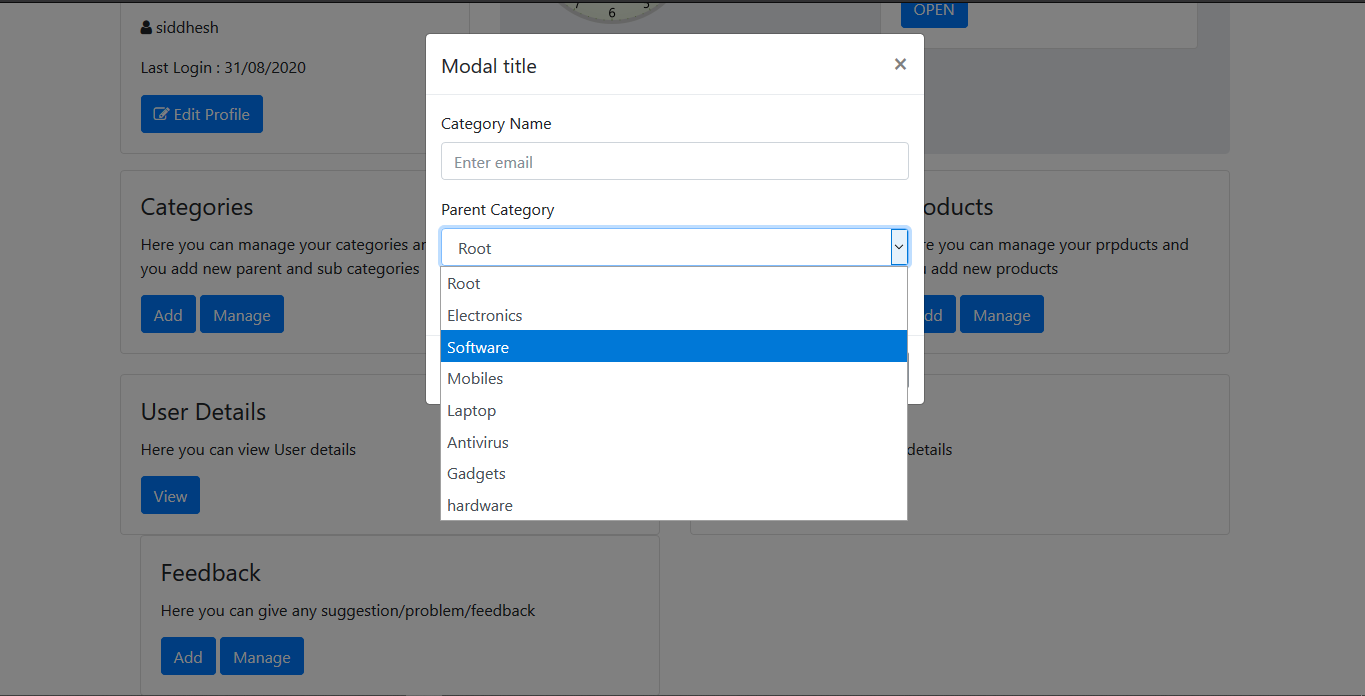 siddhesh
Last Login : 31/08/2020
Edit Profile
7 6 5
OPEN
Modal title
×
Category Name
Enter email
Parent Category
Root
Root
Electronics
Software
Mobiles
Laptop
Antivirus
Gadgets
hardware
Categories
Here you can manage your categories
you add new parent and sub categories
Add Manage
oducts
you can manage your prpducts and
add new products
Manage
User Details
Here you can view User details
View
details
Feedback
Here you can give any suggestion/problem/feedback
Add Manage